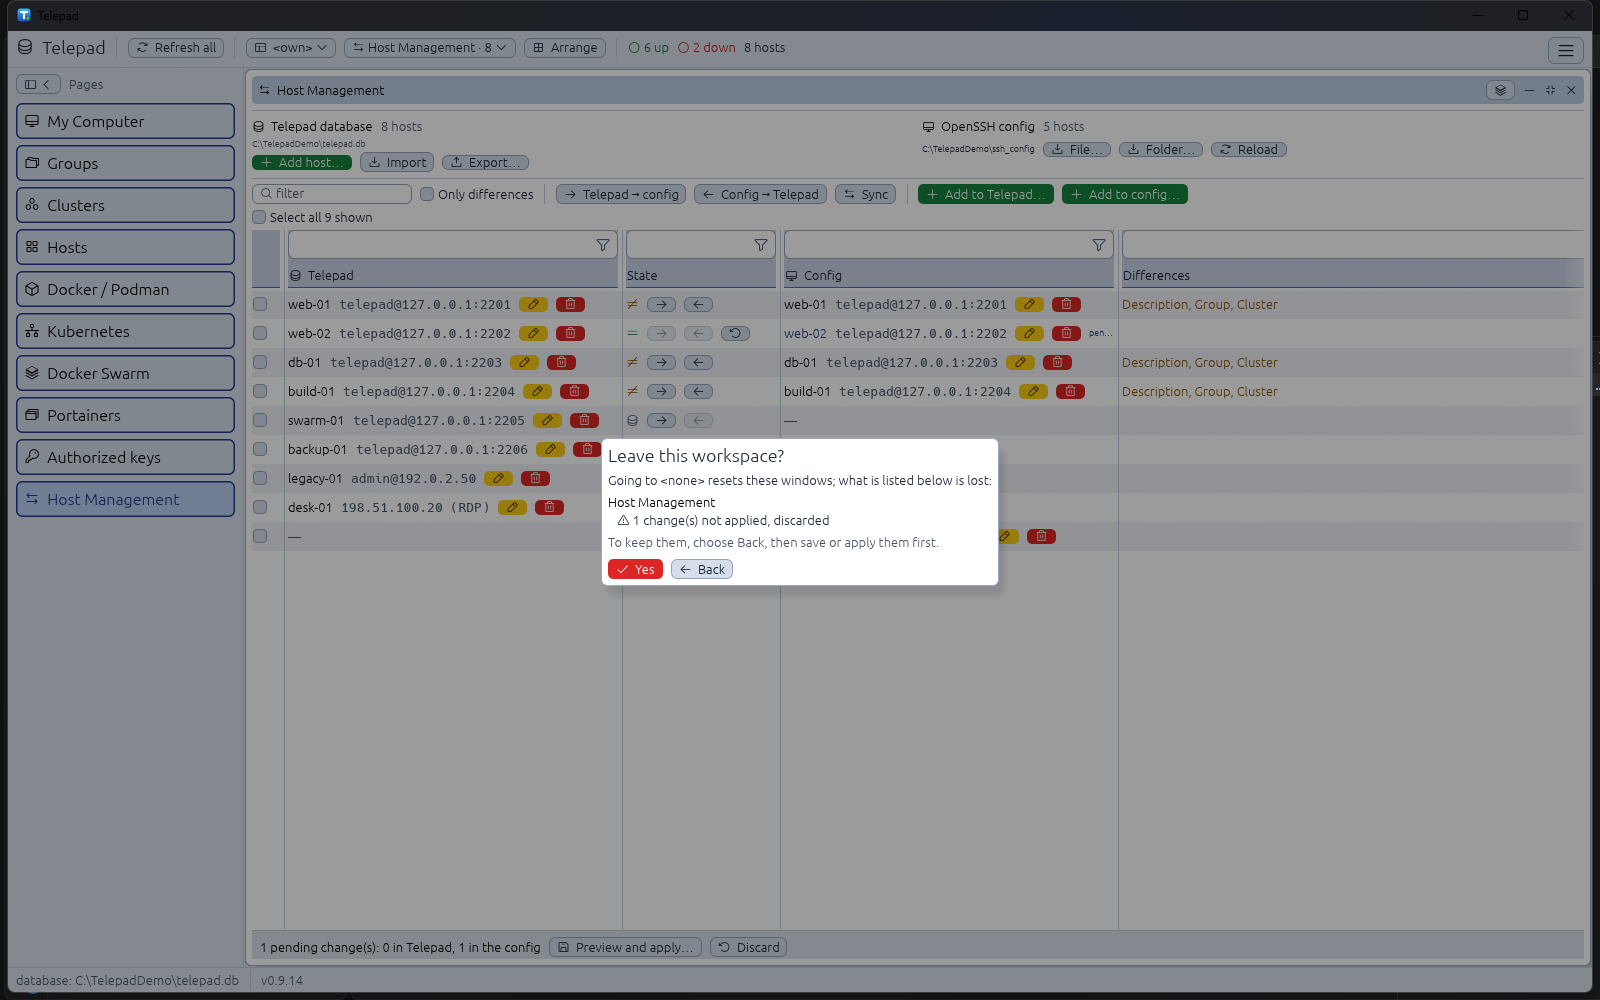 Telepad
Telepad Refresh all <own> Host Management · 8 Arrange 6 up 2 down 8 hosts
Pages
My Computer
Groups
Clusters
Hosts
Docker / Podman
Kubernetes
Docker Swarm
Portainers
Authorized keys
Host Management
Host Management
Telepad database 8 hosts
C:\TelepadDemo\telepad.db
+ Add host… Import Export…
OpenSSH config 5 hosts
C:\TelepadDemo\ssh_config File… Folder… Reload
filter Only differences → Telepad → config ← Config → Telepad Sync + Add to Telepad… + Add to config…
Select all 9 shown
Telepad State Config Differences
web-01 telepad@127.0.0.1:2201 ≠ → ← web-01 telepad@127.0.0.1:2201 Description, Group, Cluster
web-02 telepad@127.0.0.1:2202 = → ← web-02 telepad@127.0.0.1:2202 pen…
db-01 telepad@127.0.0.1:2203 ≠ → ← db-01 telepad@127.0.0.1:2203 Description, Group, Cluster
build-01 telepad@127.0.0.1:2204 ≠ → ← build-01 telepad@127.0.0.1:2204 Description, Group, Cluster
swarm-01 telepad@127.0.0.1:2205 → ← —
backup-01 telepad@127.0.0.1:2206
legacy-01 admin@192.0.2.50
desk-01 198.51.100.20 (RDP)
—
Leave this workspace?
Going to <none> resets these windows; what is listed below is lost:
Host Management
⚠ 1 change(s) not applied, discarded
To keep them, choose Back, then save or apply them first.
Yes ← Back
1 pending change(s): 0 in Telepad, 1 in the config Preview and apply… Discard
database: C:\TelepadDemo\telepad.db v0.9.14